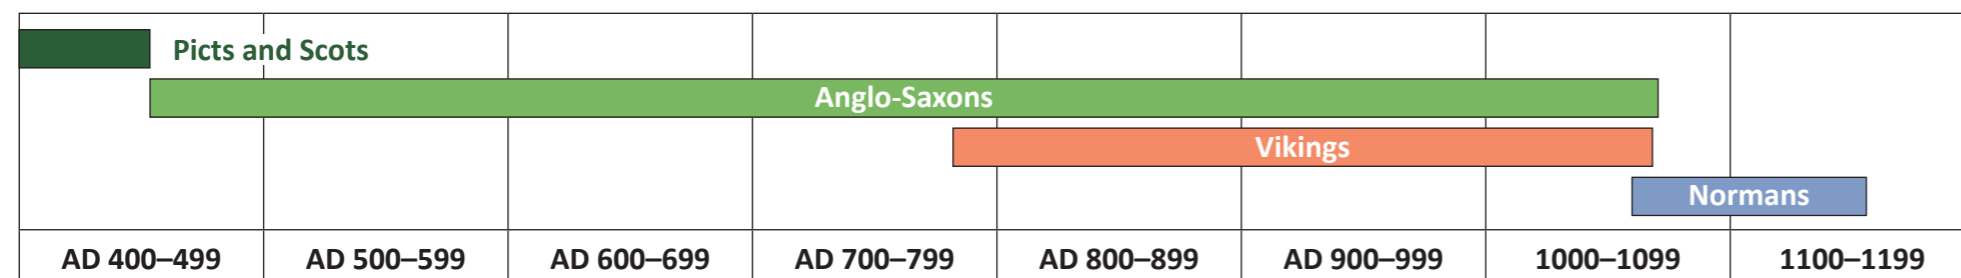 Picts and Scots
Anglo-Saxons
Vikings
Normans
AD 400–499 AD 500–599 AD 600–699 AD 700–799 AD 800–899 AD 900–999 1000–1099 1100–1199